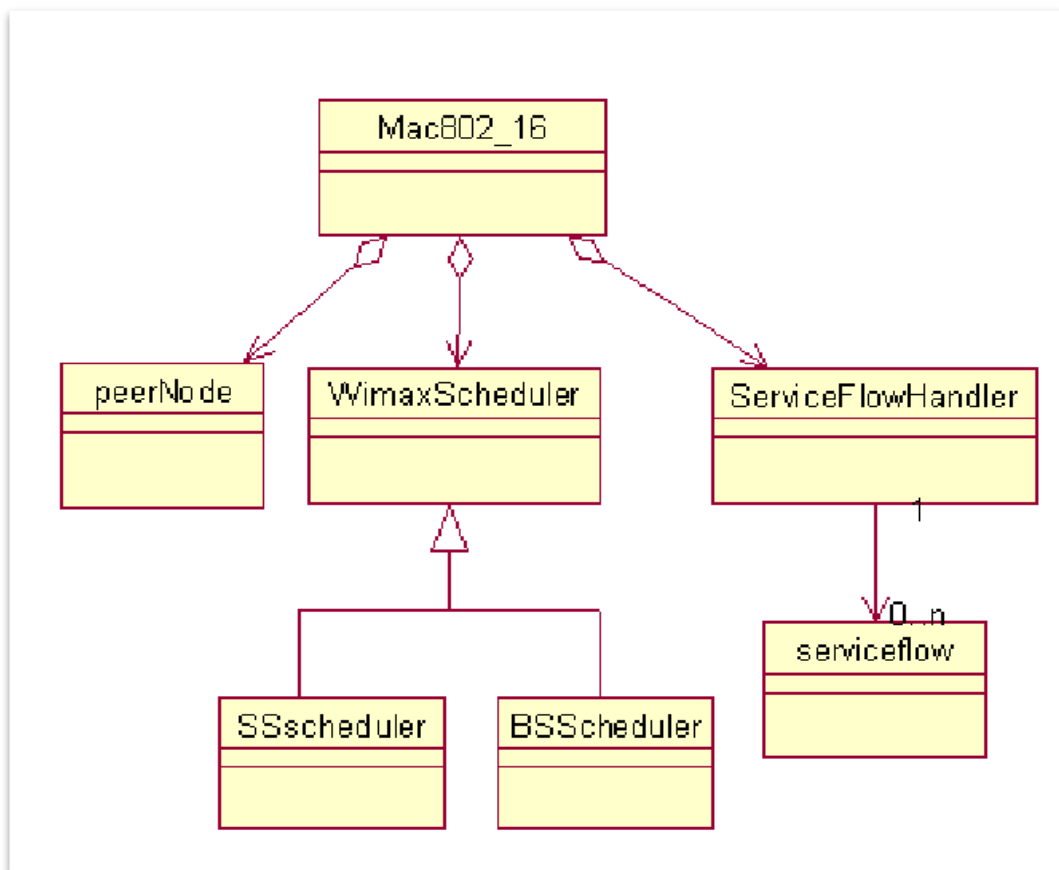 Mac802_16
peerNode
WimaxScheduler
ServiceFlowHandler
1
0..n
serviceflow
SSscheduler
BSScheduler